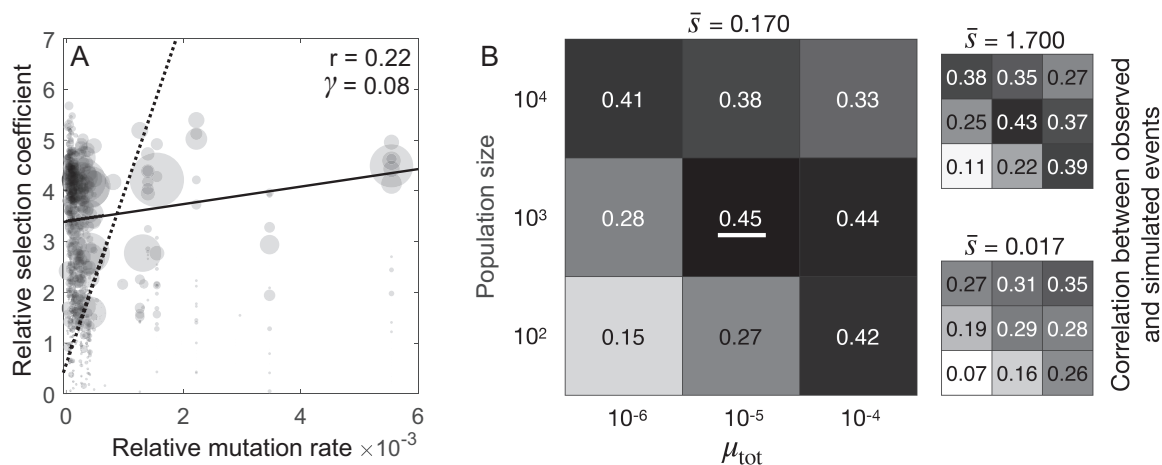 A
r = 0.22
γ = 0.08
7
6
5
4
3
2
1
0
Relative selection coefficient
0 2 4 6
Relative mutation rate ×10⁻³
B
s̄ = 0.170
Population size
10⁴ 0.41 0.38 0.33
10³ 0.28 0.45 0.44
10² 0.15 0.27 0.42
10⁻⁶ 10⁻⁵ 10⁻⁴
μtot
s̄ = 1.700
0.38 0.35 0.27
0.25 0.43 0.37
0.11 0.22 0.39
s̄ = 0.017
0.27 0.31 0.35
0.19 0.29 0.28
0.07 0.16 0.26
Correlation between observed
and simulated events